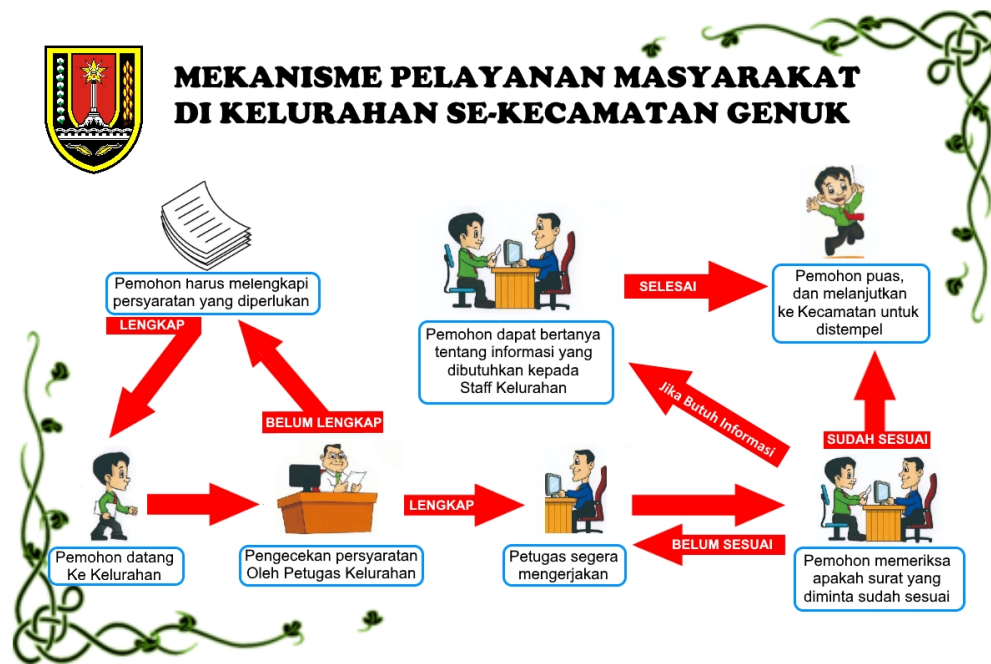 MEKANISME PELAYANAN MASYARAKAT
DI KELURAHAN SE-KECAMATAN GENUK
Pemohon harus melengkapi
persyaratan yang diperlukan
LENGKAP
BELUM LENGKAP
Pemohon datang
Ke Kelurahan
Pengecekan persyaratan
Oleh Petugas Kelurahan
LENGKAP
Petugas segera
mengerjakan
BELUM SESUAI
Pemohon memeriksa
apakah surat yang
diminta sudah sesuai
Jika Butuh Informasi
SUDAH SESUAI
Pemohon dapat bertanya
tentang informasi yang
dibutuhkan kepada
Staff Kelurahan
SELESAI
Pemohon puas,
dan melanjutkan
ke Kecamatan untuk
distempel